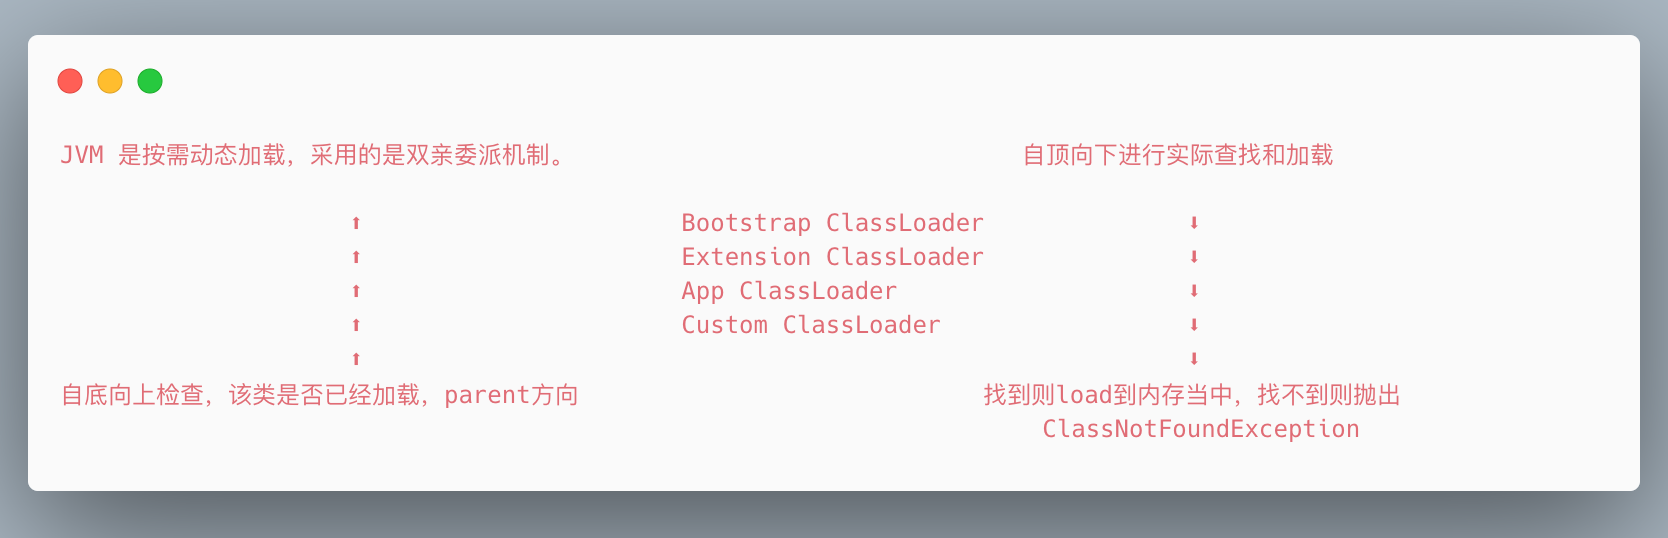 JVM 是按需动态加载，采用的是双亲委派机制。 自顶向下进行实际查找和加载
⬆ Bootstrap ClassLoader ⬇
⬆ Extension ClassLoader ⬇
⬆ App ClassLoader ⬇
⬆ Custom ClassLoader ⬇
⬆ ⬇
自底向上检查，该类是否已经加载，parent方向 找到则load到内存当中，找不到则抛出
ClassNotFoundException